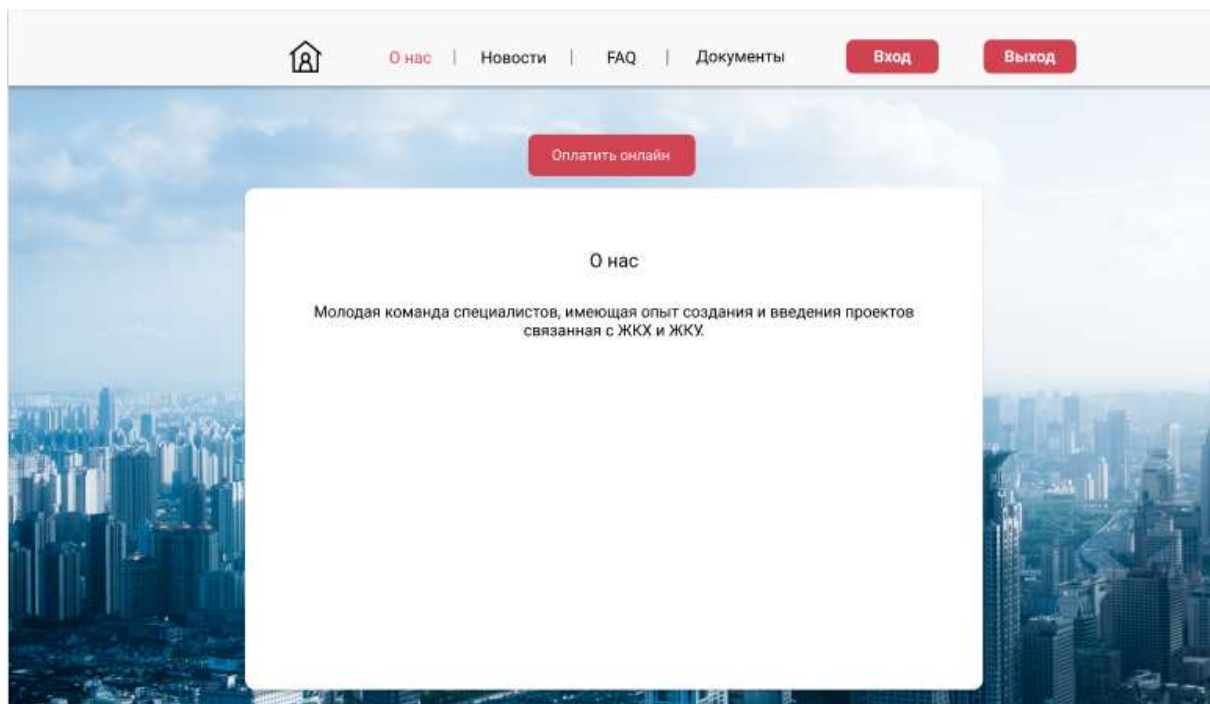 О нас | Новости | FAQ | Документы Вход Выход
Оплатить онлайн
О нас
Молодая команда специалистов, имеющая опыт создания и введения проектов
связанная с ЖКХ и ЖКУ.